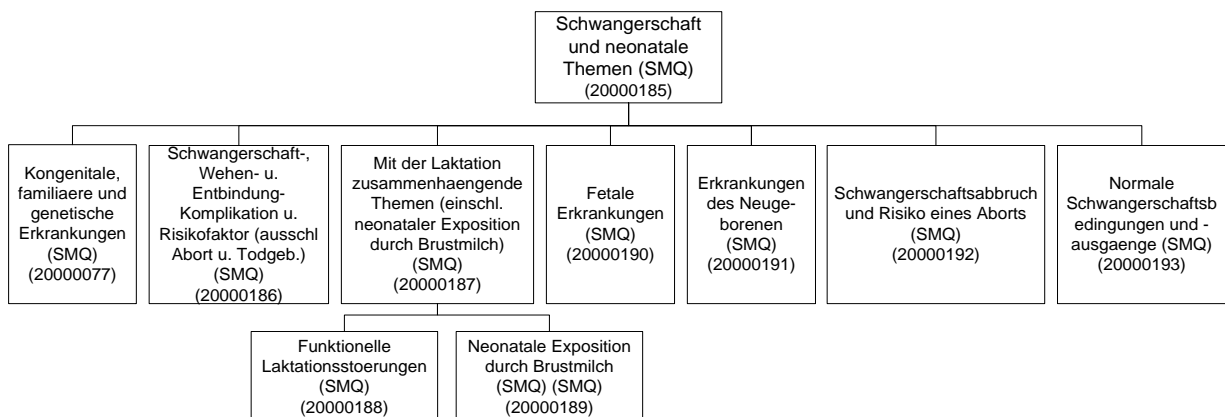 Schwangerschaft
und neonatale
Themen (SMQ)
(20000185)
Kongenitale,
familiaere und
genetische
Erkrankungen
(SMQ)
(20000077)
Schwangerschaft-,
Wehen- u.
Entbindung-
Komplikation u.
Risikofaktor (ausschl
Abort u. Todgeb.)
(SMQ)
(20000186)
Mit der Laktation
zusammenhaengende
Themen (einschl.
neonataler Exposition
durch Brustmilch)
(SMQ)
(20000187)
Fetale
Erkrankungen
(SMQ)
(20000190)
Erkrankungen
des Neuge-
borenen
(SMQ)
(20000191)
Schwangerschaftsabbruch
und Risiko eines Aborts
(SMQ)
(20000192)
Normale
Schwangerschaftsb
edingungen und -
ausgaenge (SMQ)
(20000193)
Funktionelle
Laktationsstoerungen
(SMQ)
(20000188)
Neonatale Exposition
durch Brustmilch
(SMQ) (SMQ)
(20000189)